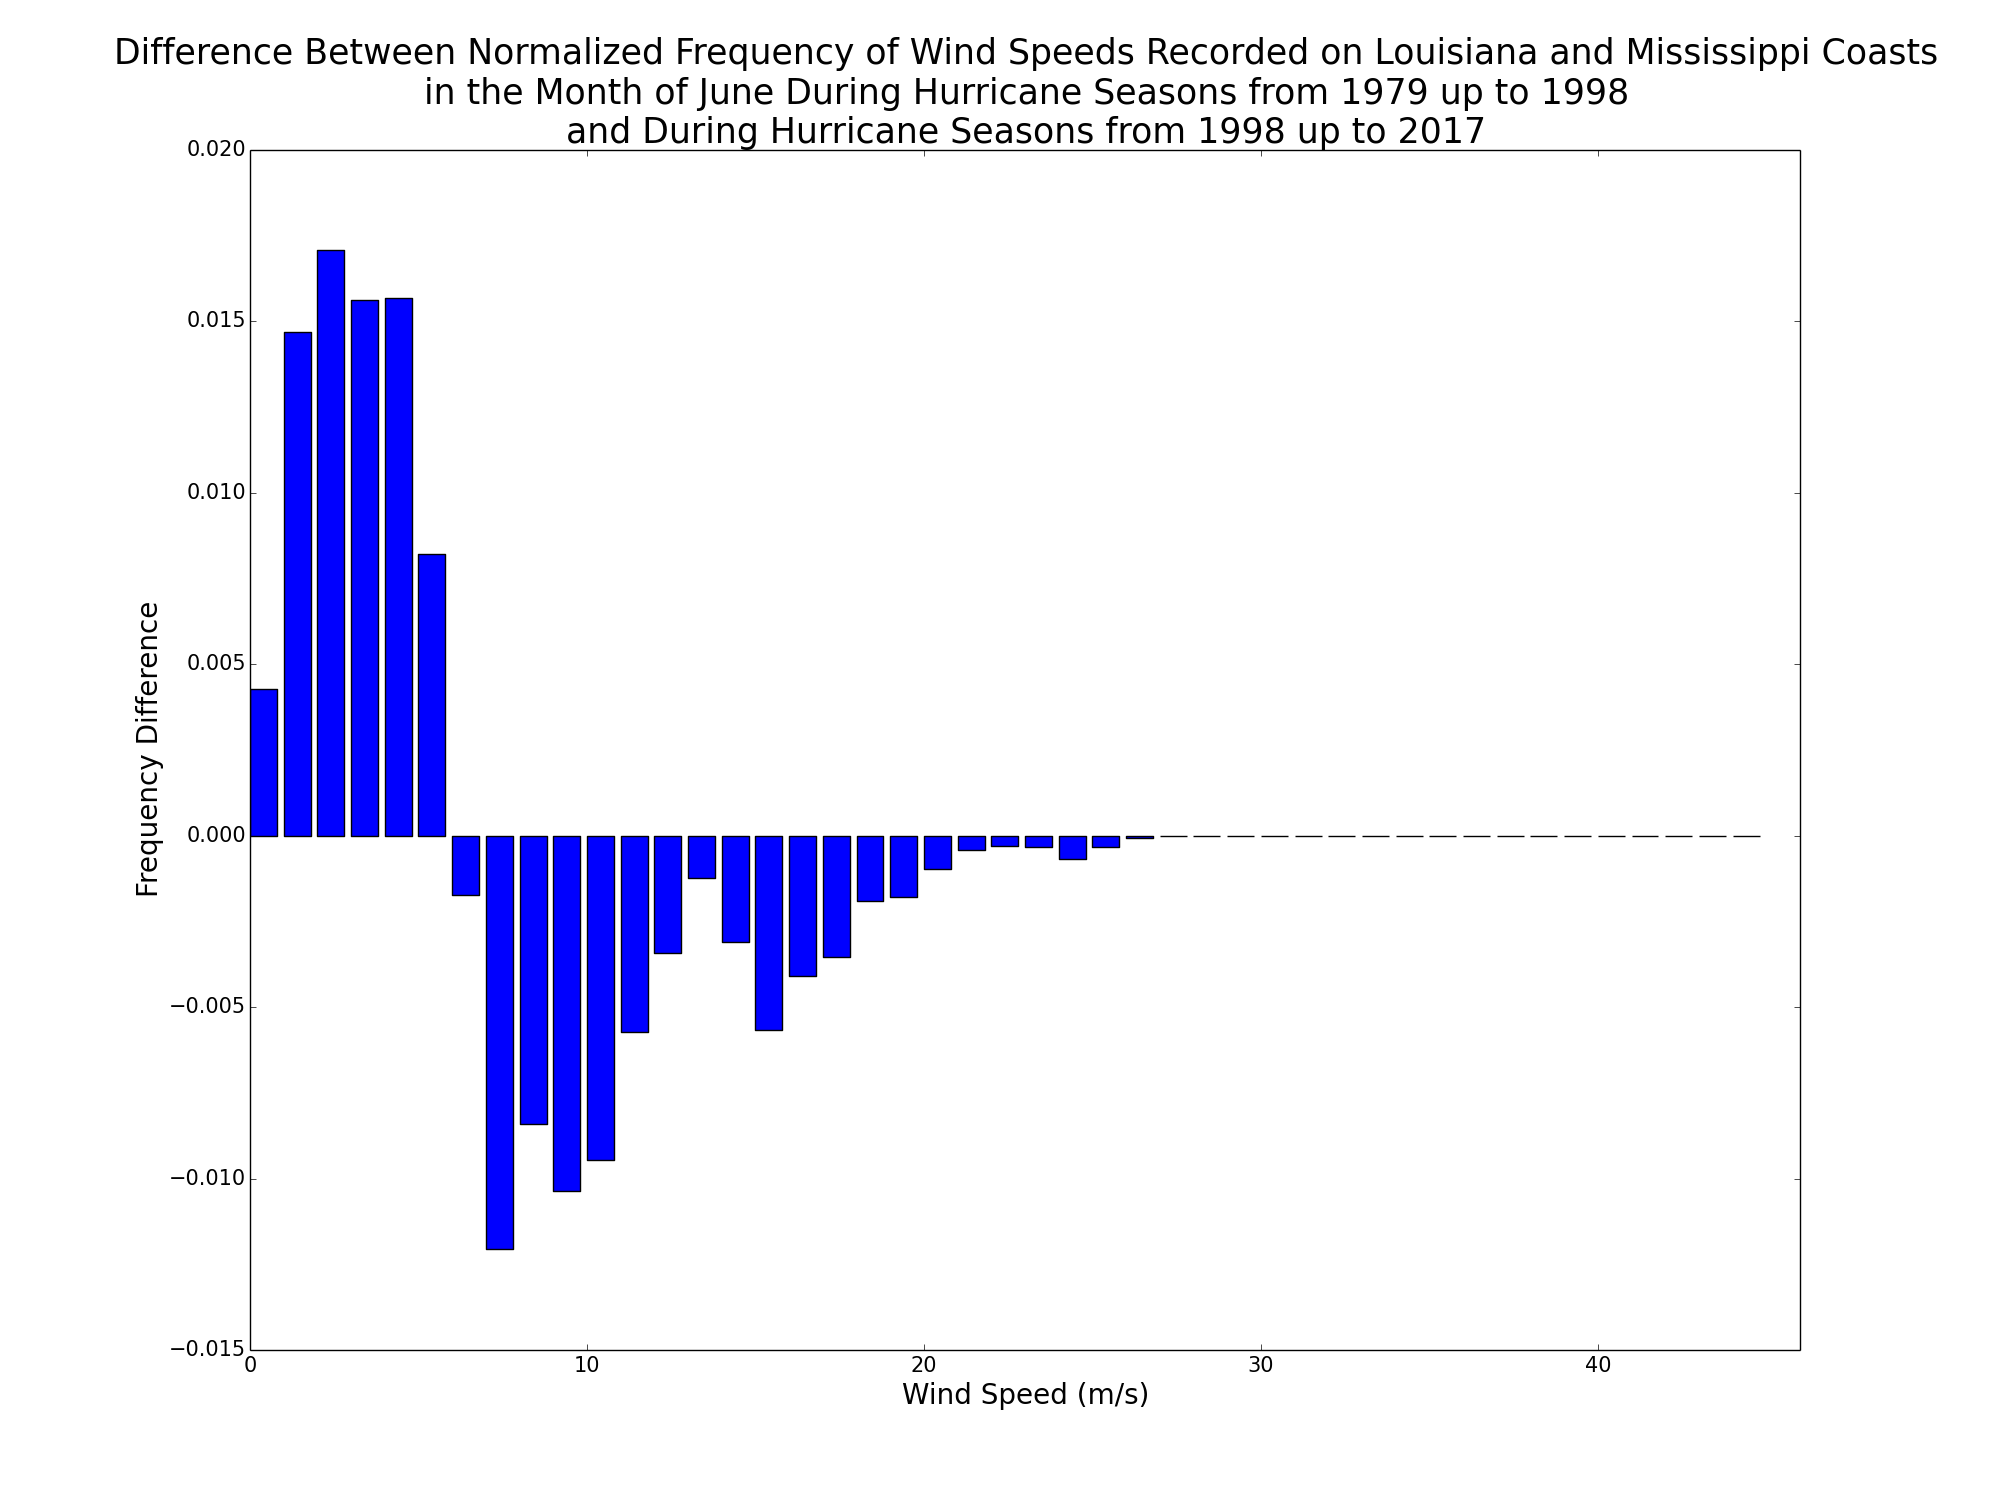 Difference Between Normalized Frequency of Wind Speeds Recorded on Louisiana and Mississippi Coasts
in the Month of June During Hurricane Seasons from 1979 up to 1998
and During Hurricane Seasons from 1998 up to 2017
0.020
0.015
0.010
0.005
0.000
−0.005
−0.010
−0.015
Frequency Difference
0 10 20 30 40
Wind Speed (m/s)